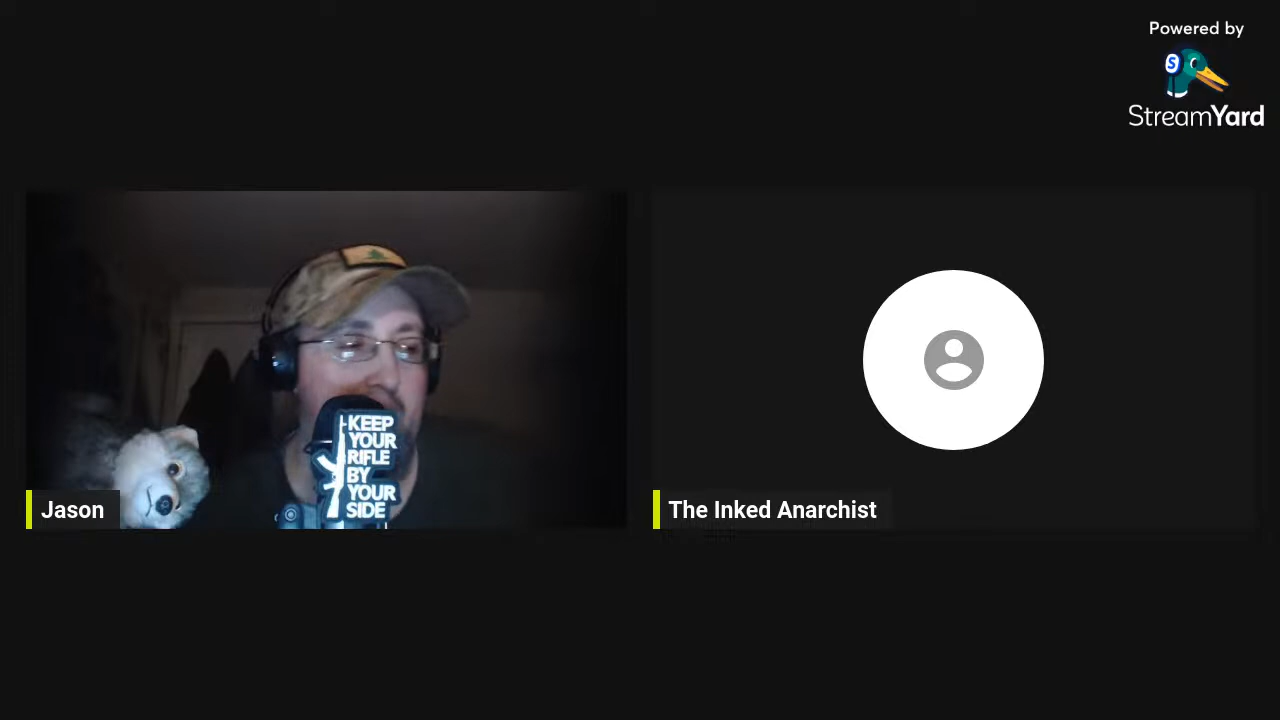 Powered by
S
StreamYard
KEEP
YOUR
RIFLE
BY
YOUR
SIDE
Jason
The Inked Anarchist